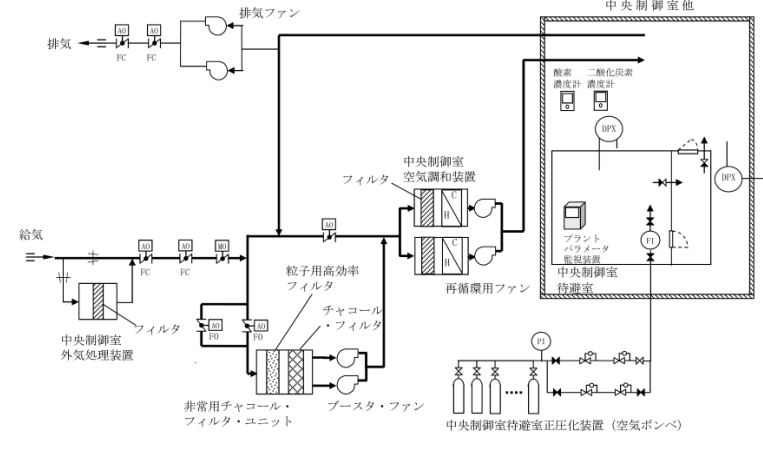 中央制御室他
排気ファン
排気
AO
AO
FC
FC
酸素
濃度計
二酸化炭素
濃度計
DPX
DPX
中央制御室
空気調和装置
フィルタ
C
H
C
H
再循環用ファン
AO
プラント
パラメータ
監視装置
FI
中央制御室
待避室
給気
AO
AO
MO
FC
FC
フィルタ
中央制御室
外気処理装置
粒子用高効率
フィルタ
チャコール
・フィルタ
AO
AO
FO
FO
非常用チャコール・
フィルタ・ユニット
ブースタ・ファン
PI
中央制御室待避室正圧化装置（空気ボンベ）